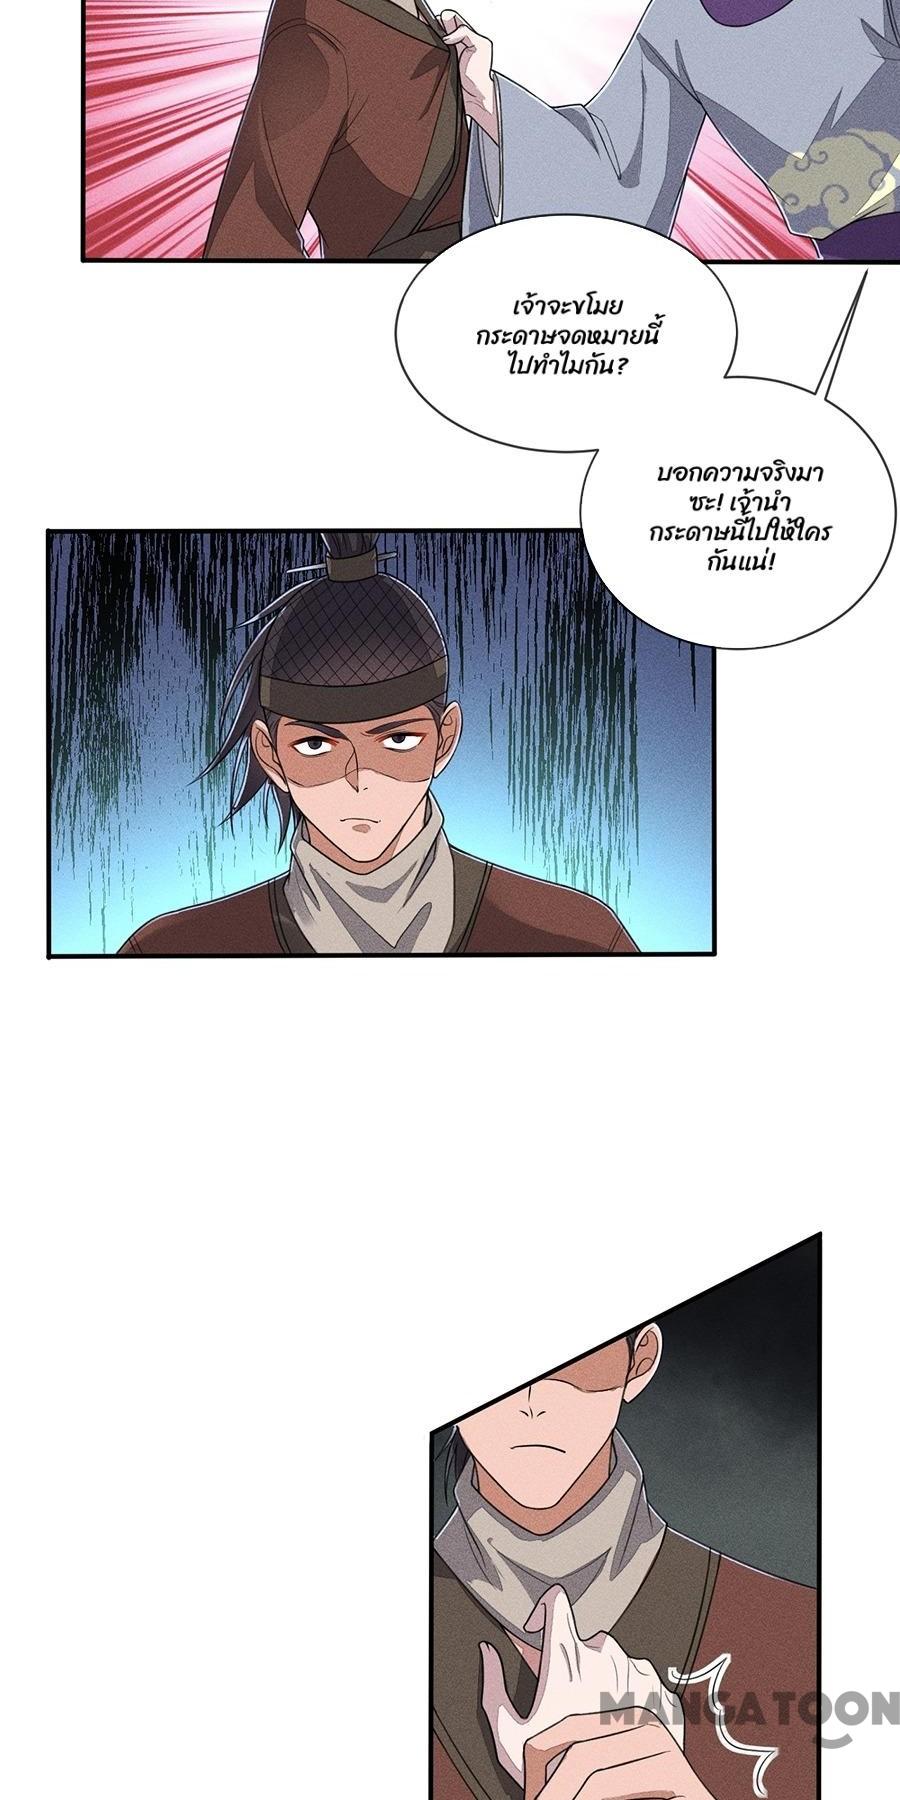 เจ้าจะขโมย
กระดาษจดหมายนี้
ไปทำไมกัน?
บอกความจริงมา
ซะ! เจ้านำ
กระดาษนี้ไปให้ใคร
กันแน่!
MANGATOON